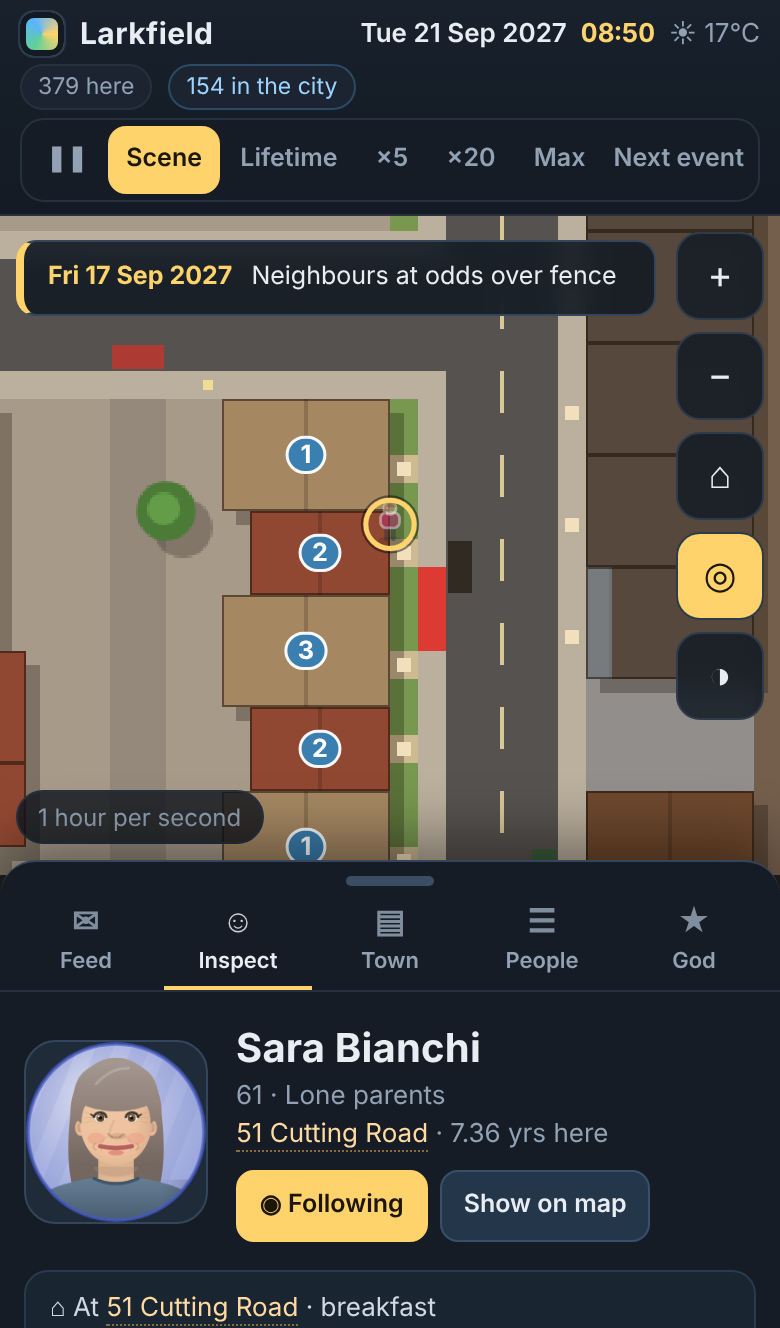 Larkfield
Tue 21 Sep 2027 08:50 ☀ 17°C
379 here
154 in the city
Scene Lifetime ×5 ×20 Max Next event
Fri 17 Sep 2027 Neighbours at odds over fence
+
−
1
2
3
2
1
1 hour per second
Feed Inspect Town People God
Sara Bianchi
61 · Lone parents
51 Cutting Road · 7.36 yrs here
◉ Following
Show on map
⌂ At 51 Cutting Road · breakfast